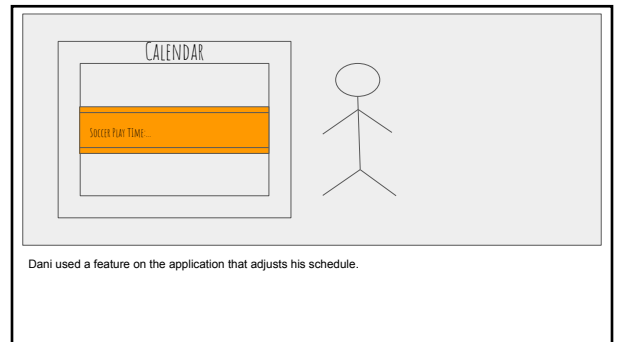 CALENDAR
SOCCER PLAY TIME:...
Dani used a feature on the application that adjusts his schedule.